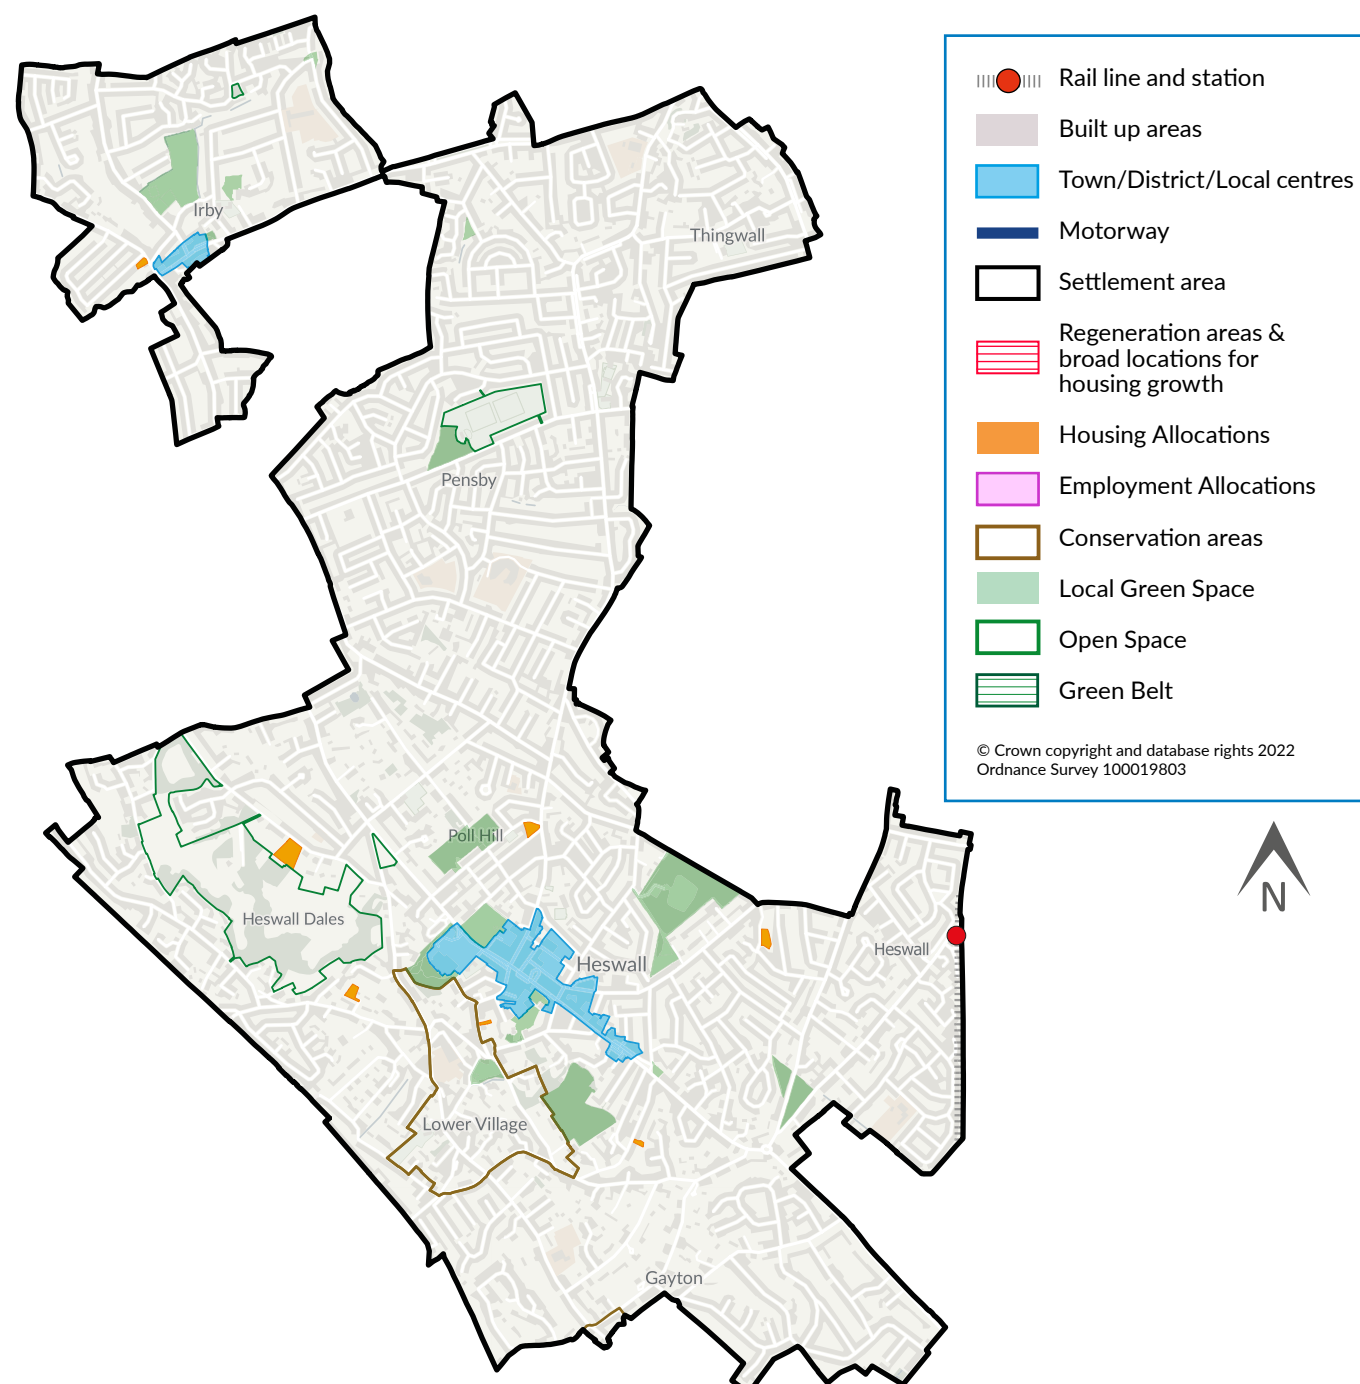 Rail line and station
Built up areas
Town/District/Local centres
Motorway
Settlement area
Regeneration areas &
broad locations for
housing growth
Housing Allocations
Employment Allocations
Conservation areas
Local Green Space
Open Space
Green Belt
© Crown copyright and database rights 2022
Ordnance Survey 100019803
N
Irby
Thingwall
Pensby
Poll Hill
Heswall Dales
Heswall
Heswall
Lower Village
Gayton